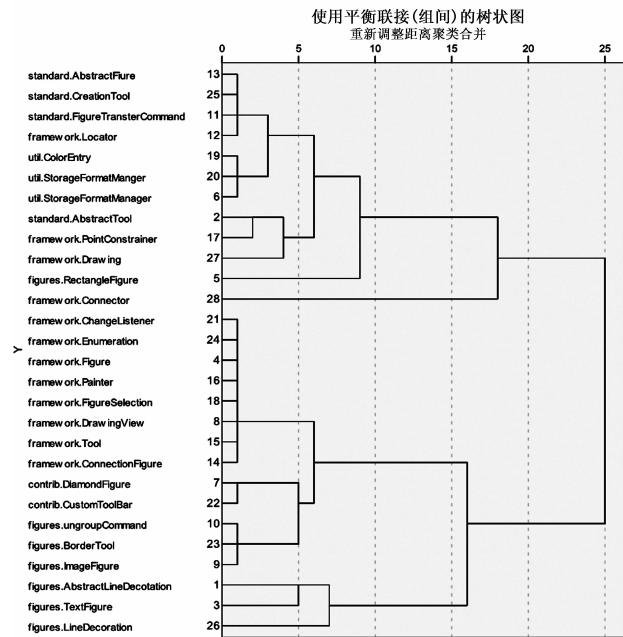 使用平衡联接(组间)的树状图
重新调整距离聚类合并
0 5 10 15 20 25
standard.AbstractFiure 13
standard.CreationTool 25
standard.FigureTransterCommand 11
framew ork.Locator 12
util.ColorEntry 19
util.StorageFormatManger 20
util.StorageFormatManager 6
standard.AbstractTool 2
framew ork.PointConstrainer 17
framew ork.Drawing 27
figures.RectangleFigure 5
framew ork.Connector 28
framew ork.ChangeListener 21
framew ork.Enumeration 24
framew ork.Figure 4
framew ork.Painter 16
framew ork.FigureSelection 18
framew ork.DrawingView 8
framew ork.Tool 15
framew ork.ConnectionFigure 14
contrib.DiamondFigure 7
contrib.CustomToolBar 22
figures.ungroupCommand 10
figures.BorderTool 23
figures.ImageFigure 9
figures.AbstractLineDecotation 1
figures.TextFigure 3
figures.LineDecoration 26
Y